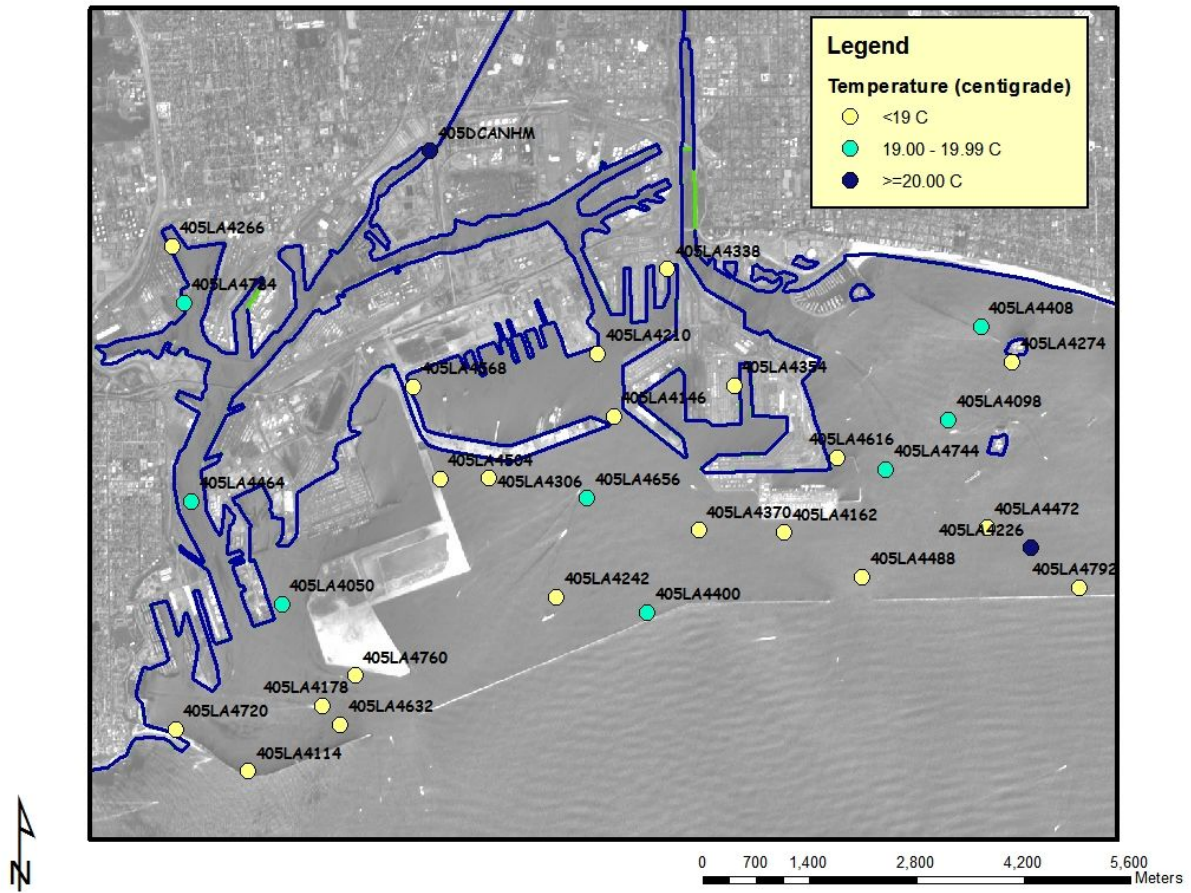 Legend
Temperature (centigrade)
<19 C
19.00 - 19.99 C
>=20.00 C
405DCANHM
405LA4266
405LA4338
405LA4784
405LA4408
405LA4274
405LA4210
405LA4568
405LA4354
405LA4146
405LA4098
405LA4616
405LA4744
405LA4504
405LA4306
405LA4656
405LA4464
405LA4370
405LA4162
405LA4472
405LA4226
405LA4488
405LA4792
405LA4242
405LA4400
405LA4050
405LA4760
405LA4178
405LA4632
405LA4720
405LA4114
N
0 700 1,400 2,800 4,200 5,600
Meters